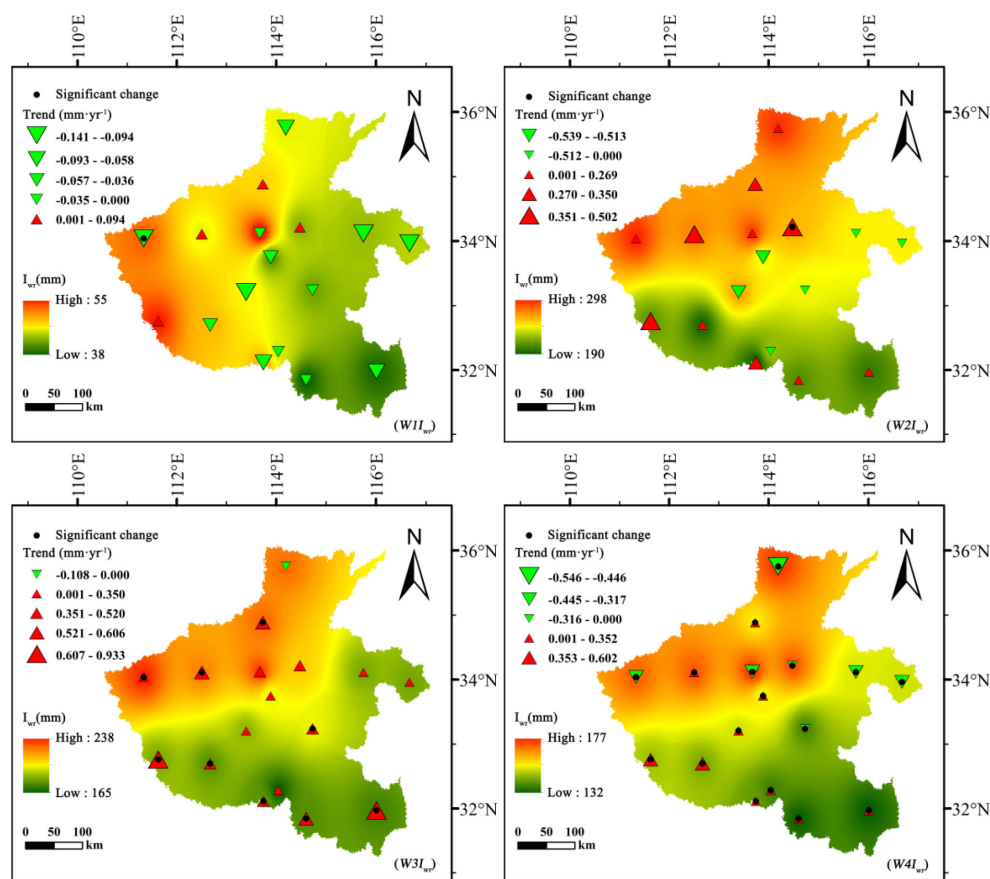 110°E 112°E 114°E 116°E 110°E 112°E 114°E 116°E
● Significant change
Trend (mm·yr⁻¹)
-0.141 - -0.094
-0.093 - -0.058
-0.057 - -0.036
-0.035 - 0.000
0.001 - 0.094
I_wr(mm)
High : 55
Low : 38
0 50 100
km
N
(W1I_wr)
36°N
34°N
32°N
● Significant change
Trend (mm·yr⁻¹)
-0.539 - -0.513
-0.512 - 0.000
0.001 - 0.269
0.270 - 0.350
0.351 - 0.502
I_wr(mm)
High : 298
Low : 190
0 50 100
km
N
(W2I_wr)
36°N
34°N
32°N
110°E 112°E 114°E 116°E 110°E 112°E 114°E 116°E
● Significant change
Trend (mm·yr⁻¹)
-0.108 - 0.000
0.001 - 0.350
0.351 - 0.520
0.521 - 0.606
0.607 - 0.933
I_wr(mm)
High : 238
Low : 165
0 50 100
km
N
(W3I_wr)
36°N
34°N
32°N
● Significant change
Trend (mm·yr⁻¹)
-0.546 - -0.446
-0.445 - -0.317
-0.316 - 0.000
0.001 - 0.352
0.353 - 0.602
I_wr(mm)
High : 177
Low : 132
0 50 100
km
N
(W4I_wr)
36°N
34°N
32°N